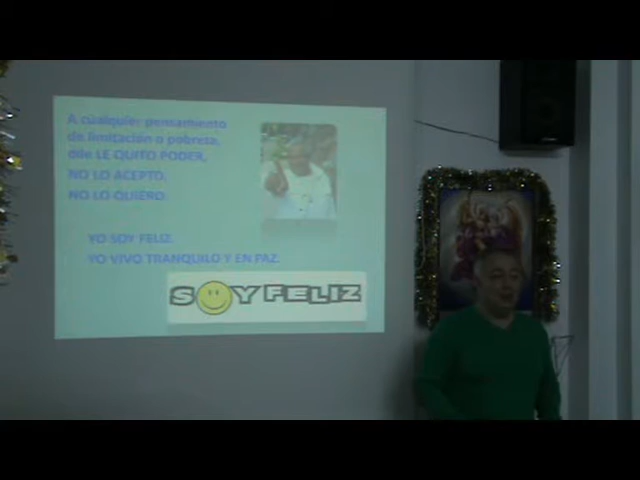 A cualquier pensamiento
de limitación o pobreza,
dile LE QUITO PODER,
NO LO ACEPTO.
NO LO QUIERO.
YO SOY FELIZ.
YO VIVO TRANQUILO Y EN PAZ.
SOY FELIZ